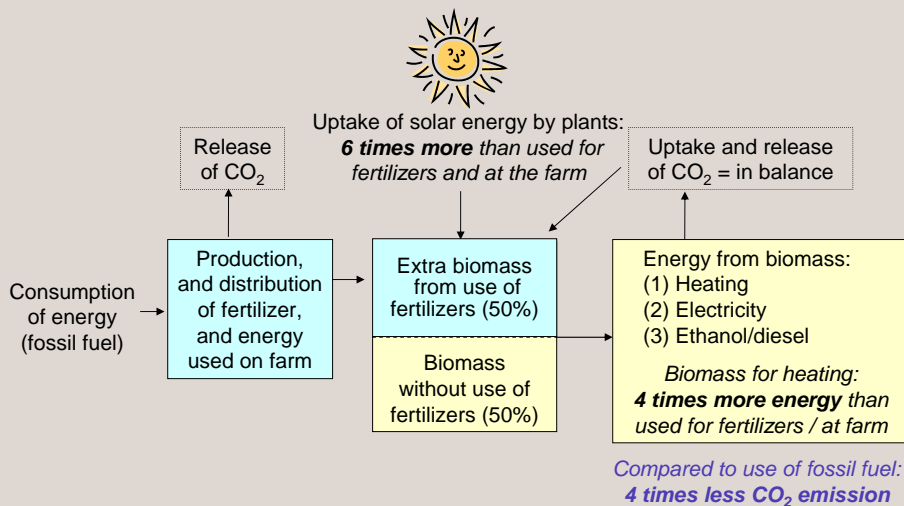 Uptake of solar energy by plants:
6 times more than used for
fertilizers and at the farm
Release
of CO₂
Uptake and release
of CO₂ = in balance
Consumption
of energy
(fossil fuel)
Production,
and distribution
of fertilizer,
and energy
used on farm
Extra biomass
from use of
fertilizers (50%)
Biomass
without use of
fertilizers (50%)
Energy from biomass:
(1) Heating
(2) Electricity
(3) Ethanol/diesel
Biomass for heating:
4 times more energy than
used for fertilizers / at farm
Compared to use of fossil fuel:
4 times less CO₂ emission